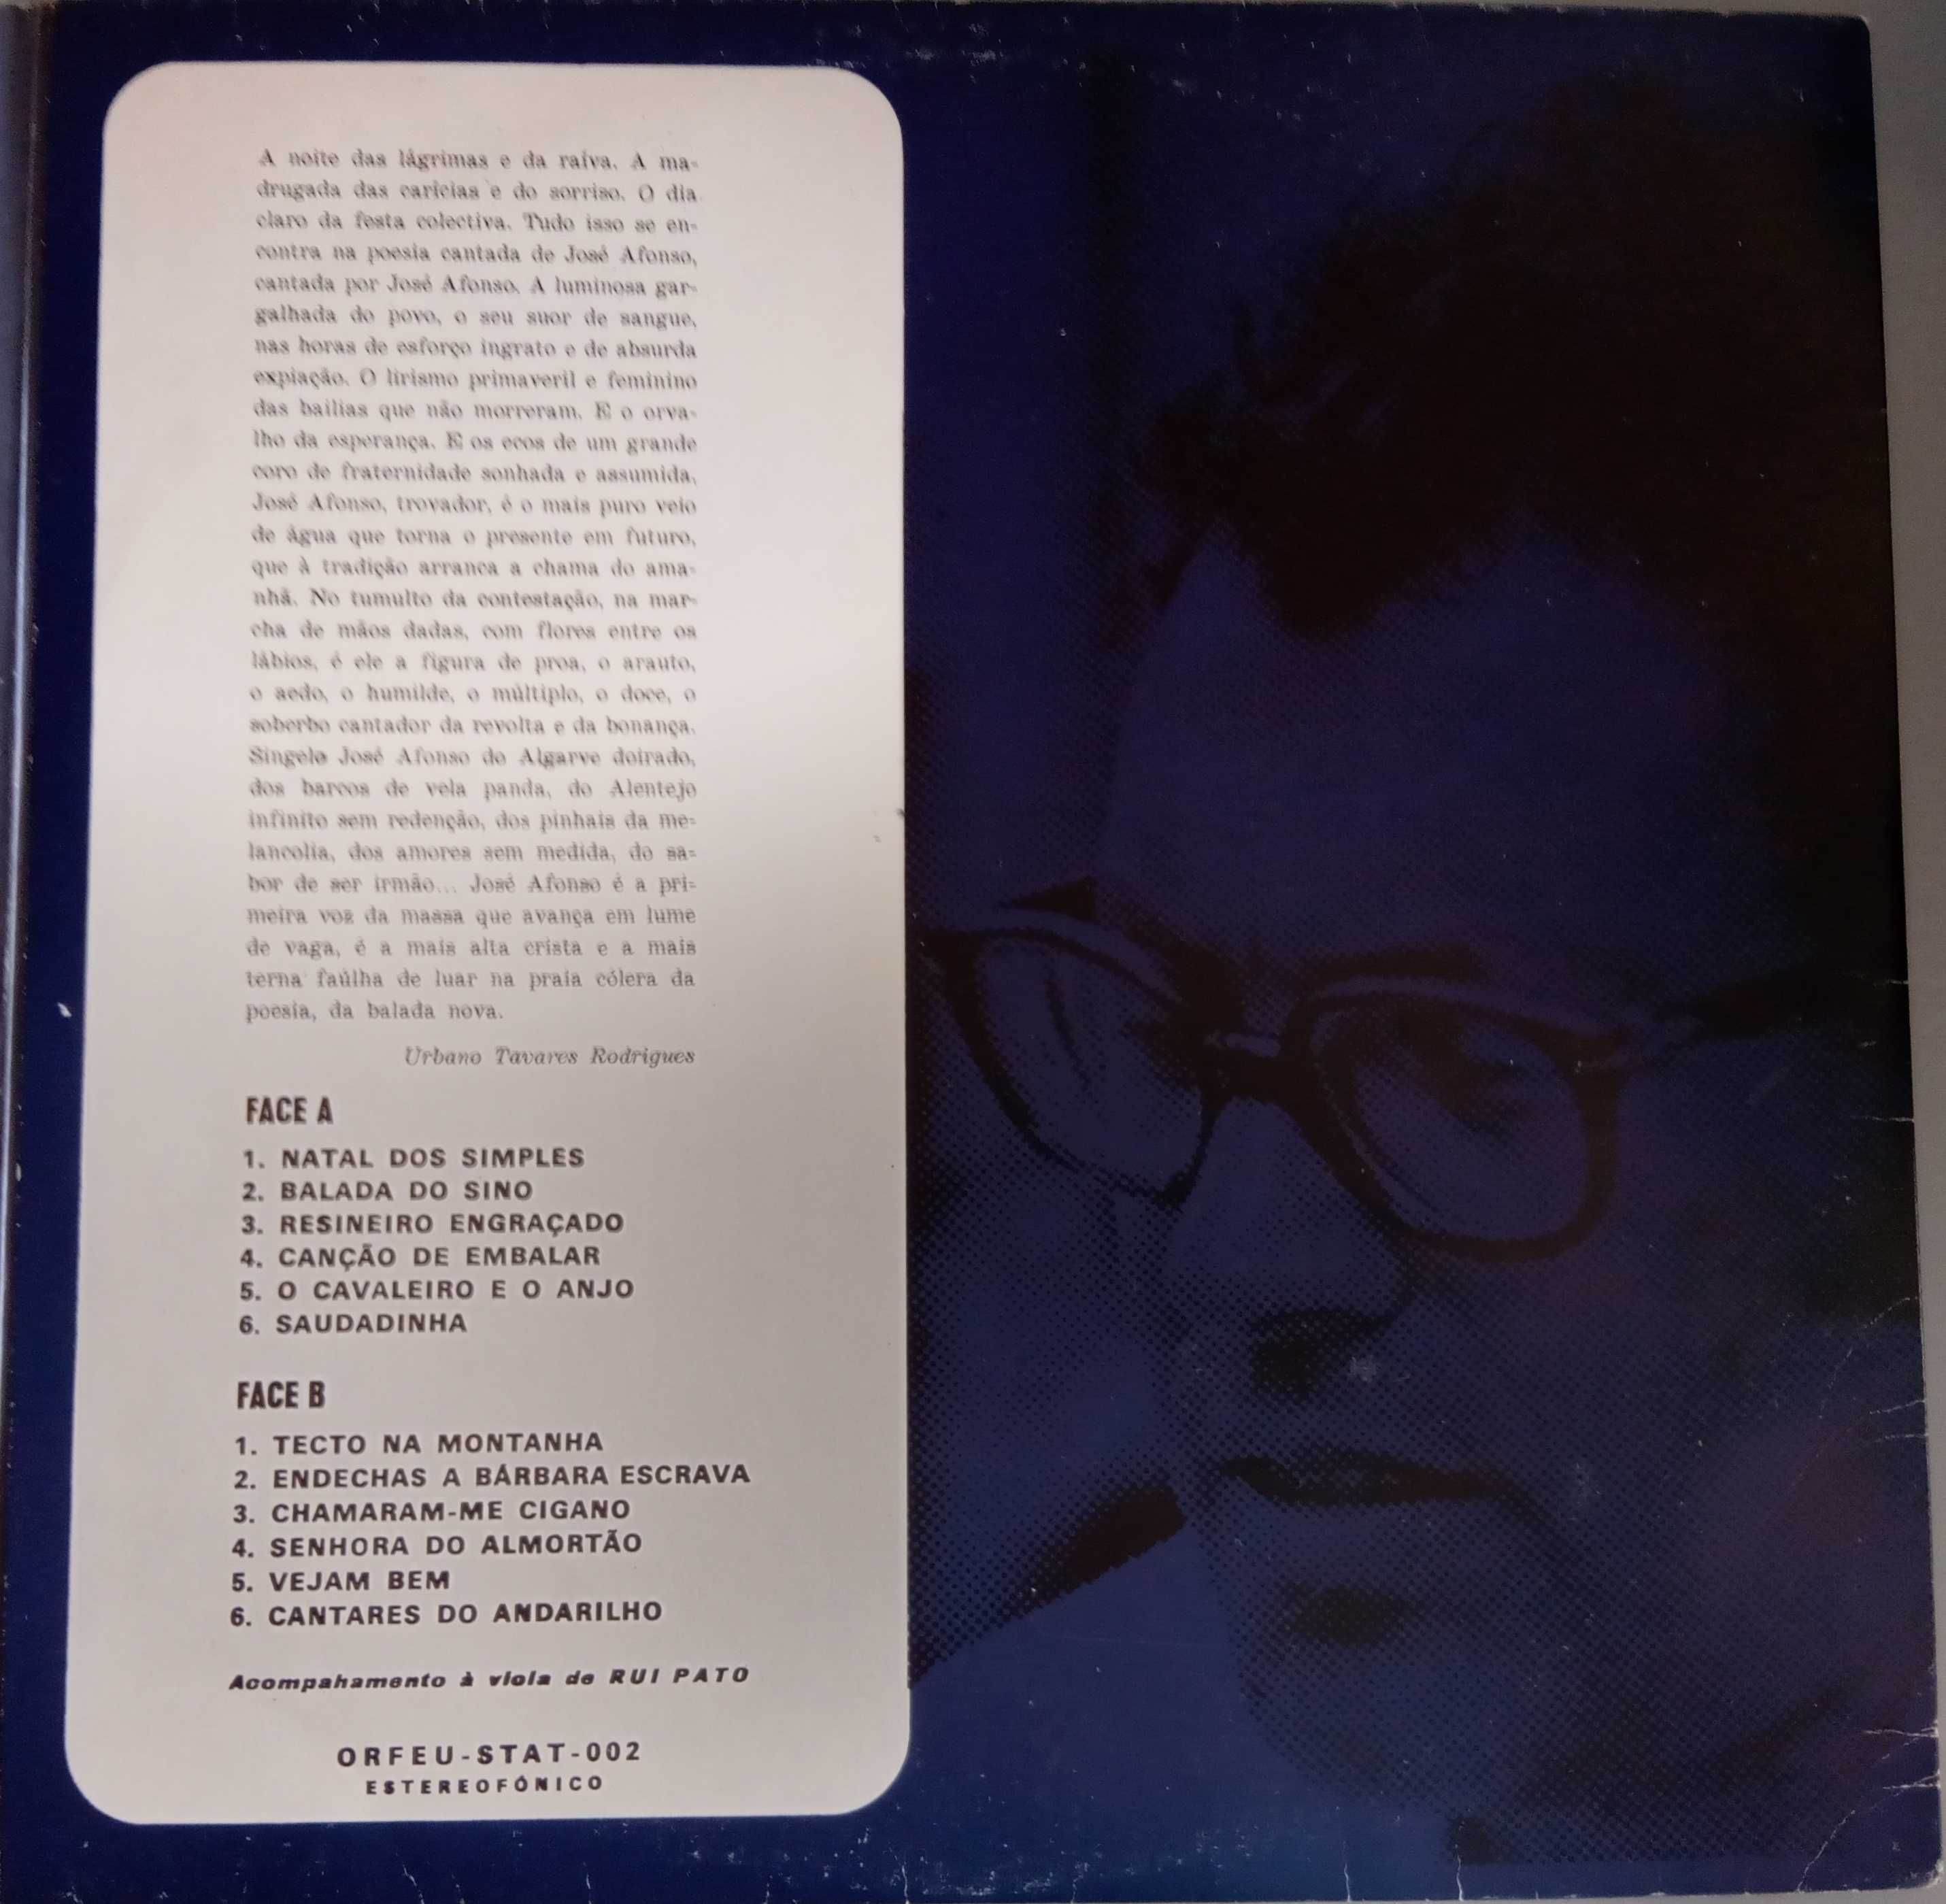 A noite das lágrimas e da raiva. A ma-
drugada das carícias e do sorriso. O dia
claro da festa colectiva. Tudo isso se en-
contra na poesia cantada de José Afonso,
cantada por José Afonso. A luminosa gar-
galhada do povo, o seu suor de sangue,
nas horas de esforço ingrato e de absurda
expiação. O lirismo primaveril e feminino
das bailias que não morreram. E o orva-
lho da esperança. E os ecos de um grande
coro de fraternidade sonhada e assumida.
José Afonso, trovador, é o mais puro veio
de água que torna o presente em futuro,
que à tradição arranca a chama do ama-
nhã. No tumulto da contestação, na mar-
cha de mãos dadas, com flores entre os
lábios, é ele a figura de proa, o arauto,
o aedo, o humilde, o múltiplo, o doce, o
soberbo cantador da revolta e da bonança.
Singelo José Afonso do Algarve doirado,
dos barcos de vela panda, do Alentejo
infinito sem redenção, dos pinhais da me-
lancolia, dos amores sem medida, do sa-
bor de ser irmão... José Afonso é a pri-
meira voz da massa que avança em lume
de vaga, é a mais alta crista e a mais
terna faúlha de luar na praia cólera da
poesia, da balada nova.
Urbano Tavares Rodrigues
FACE A
1. NATAL DOS SIMPLES
2. BALADA DO SINO
3. RESINEIRO ENGRAÇADO
4. CANÇÃO DE EMBALAR
5. O CAVALEIRO E O ANJO
6. SAUDADINHA
FACE B
1. TECTO NA MONTANHA
2. ENDECHAS A BÁRBARA ESCRAVA
3. CHAMARAM-ME CIGANO
4. SENHORA DO ALMORTÃO
5. VEJAM BEM
6. CANTARES DO ANDARILHO
Acompahamento à viola de RUI PATO
ORFEU-STAT-002
ESTEREOFÓNICO